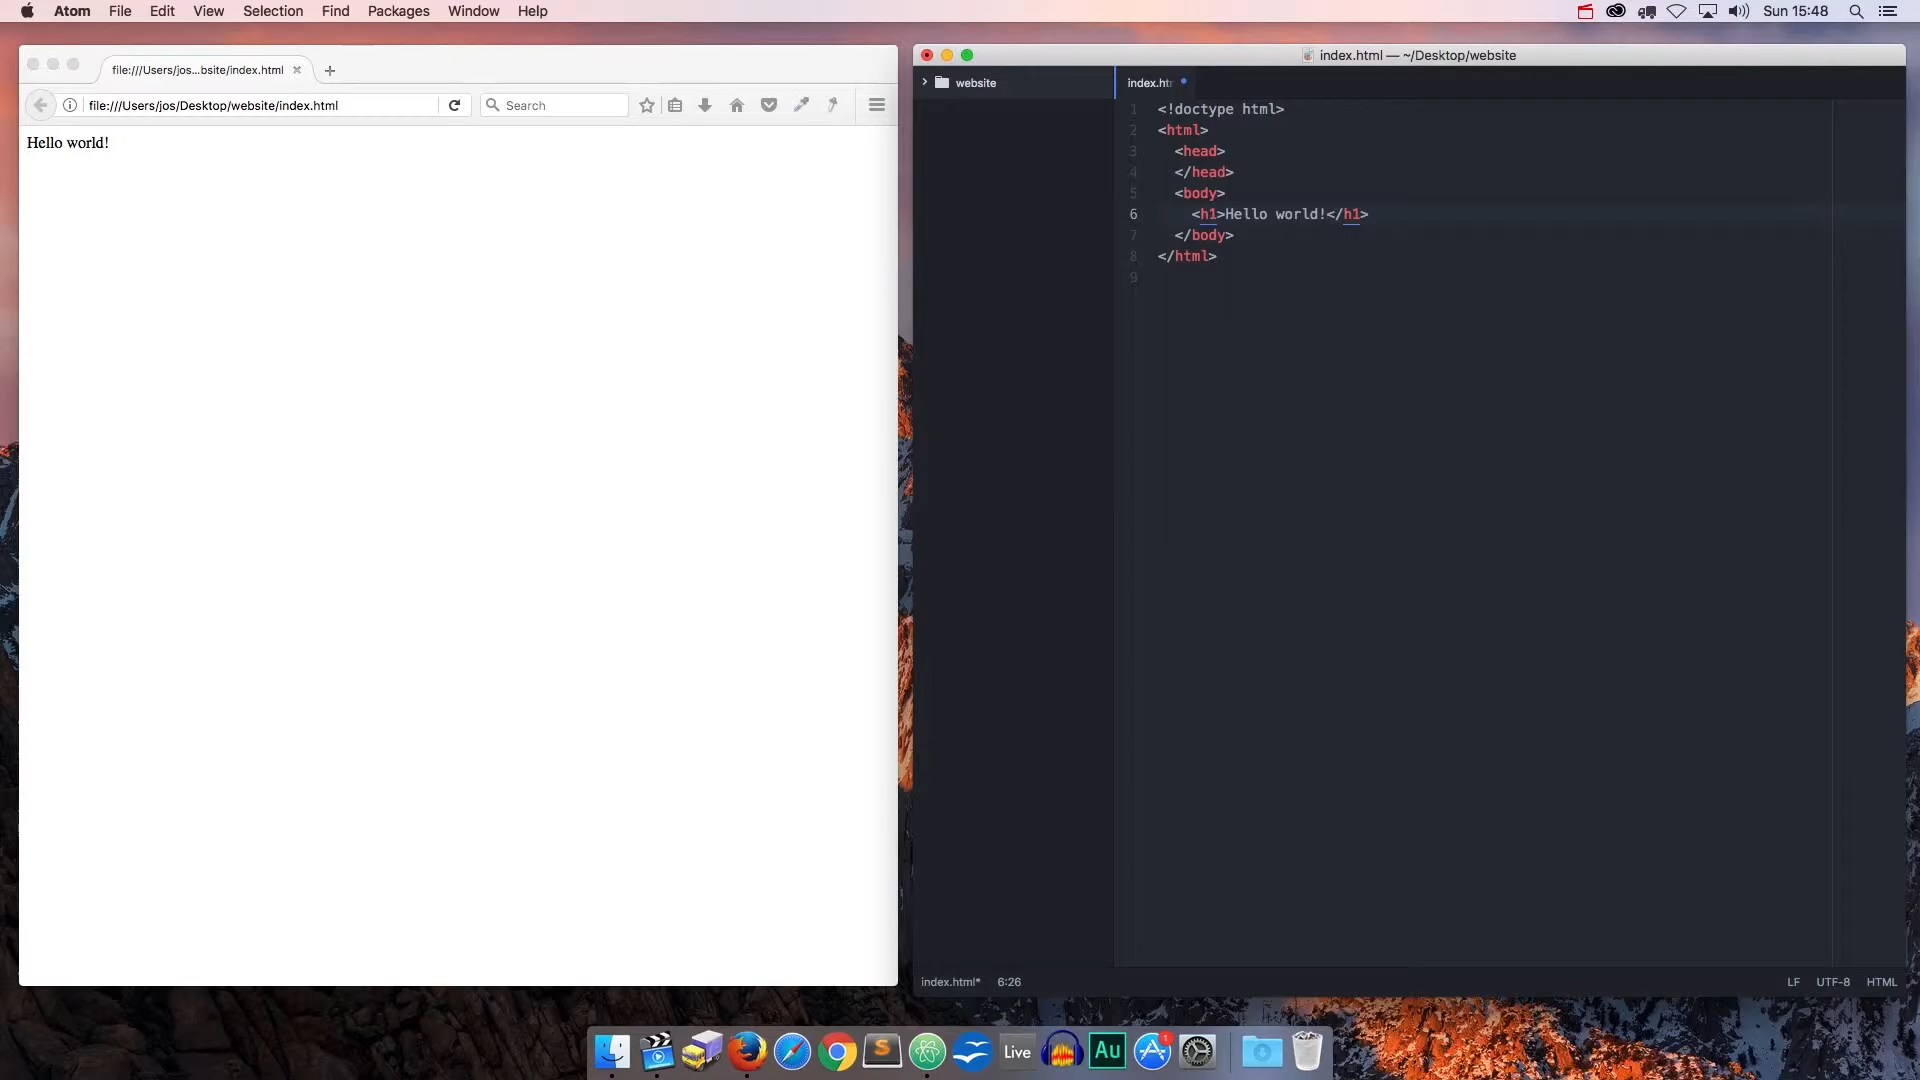 Atom File Edit View Selection Find Packages Window Help
Sun 15:48
file:///Users/jos...bsite/index.html
file:///Users/jos/Desktop/website/index.html
Search
Hello world!
index.html — ~/Desktop/website
website
index.ht
1 <!doctype html>
2 <html>
3 <head>
4 </head>
5 <body>
6 <h1>Hello world!</h1>
7 </body>
8 </html>
9
index.html* 6:26
LF UTF-8 HTML
S
Live
Au
1